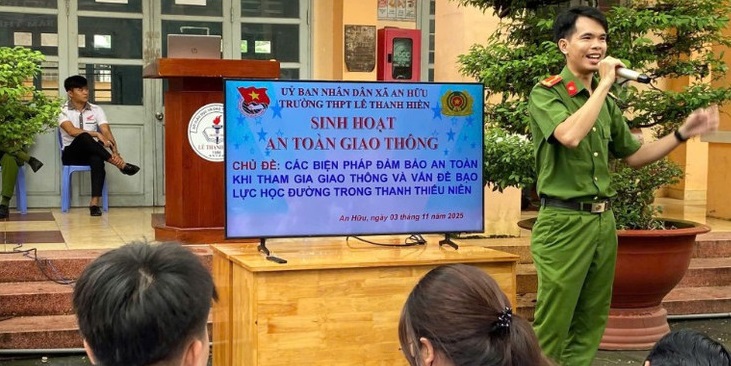 ỦY BAN NHÂN DÂN XÃ AN HỮU
TRƯỜNG THPT LÊ THANH HIỀN
SINH HOẠT
AN TOÀN GIAO THÔNG
CHỦ ĐỀ: CÁC BIỆN PHÁP ĐẢM BẢO AN TOÀN
KHI THAM GIA GIAO THÔNG VÀ VẤN ĐỀ BẠO
LỰC HỌC ĐƯỜNG TRONG THANH THIẾU NIÊN
An Hữu, ngày 03 tháng 11 năm 2025
LÊ THANH